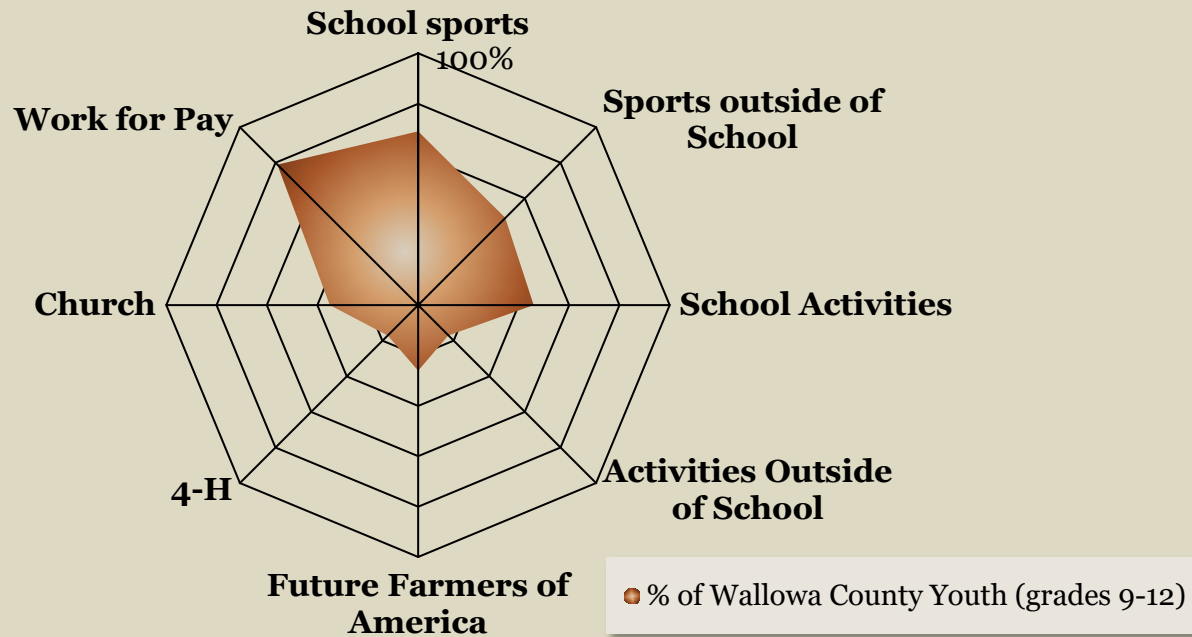 School sports
100%
Sports outside of
School
Work for Pay
Church
School Activities
4-H
Activities Outside
of School
Future Farmers of
America
% of Wallowa County Youth (grades 9-12)